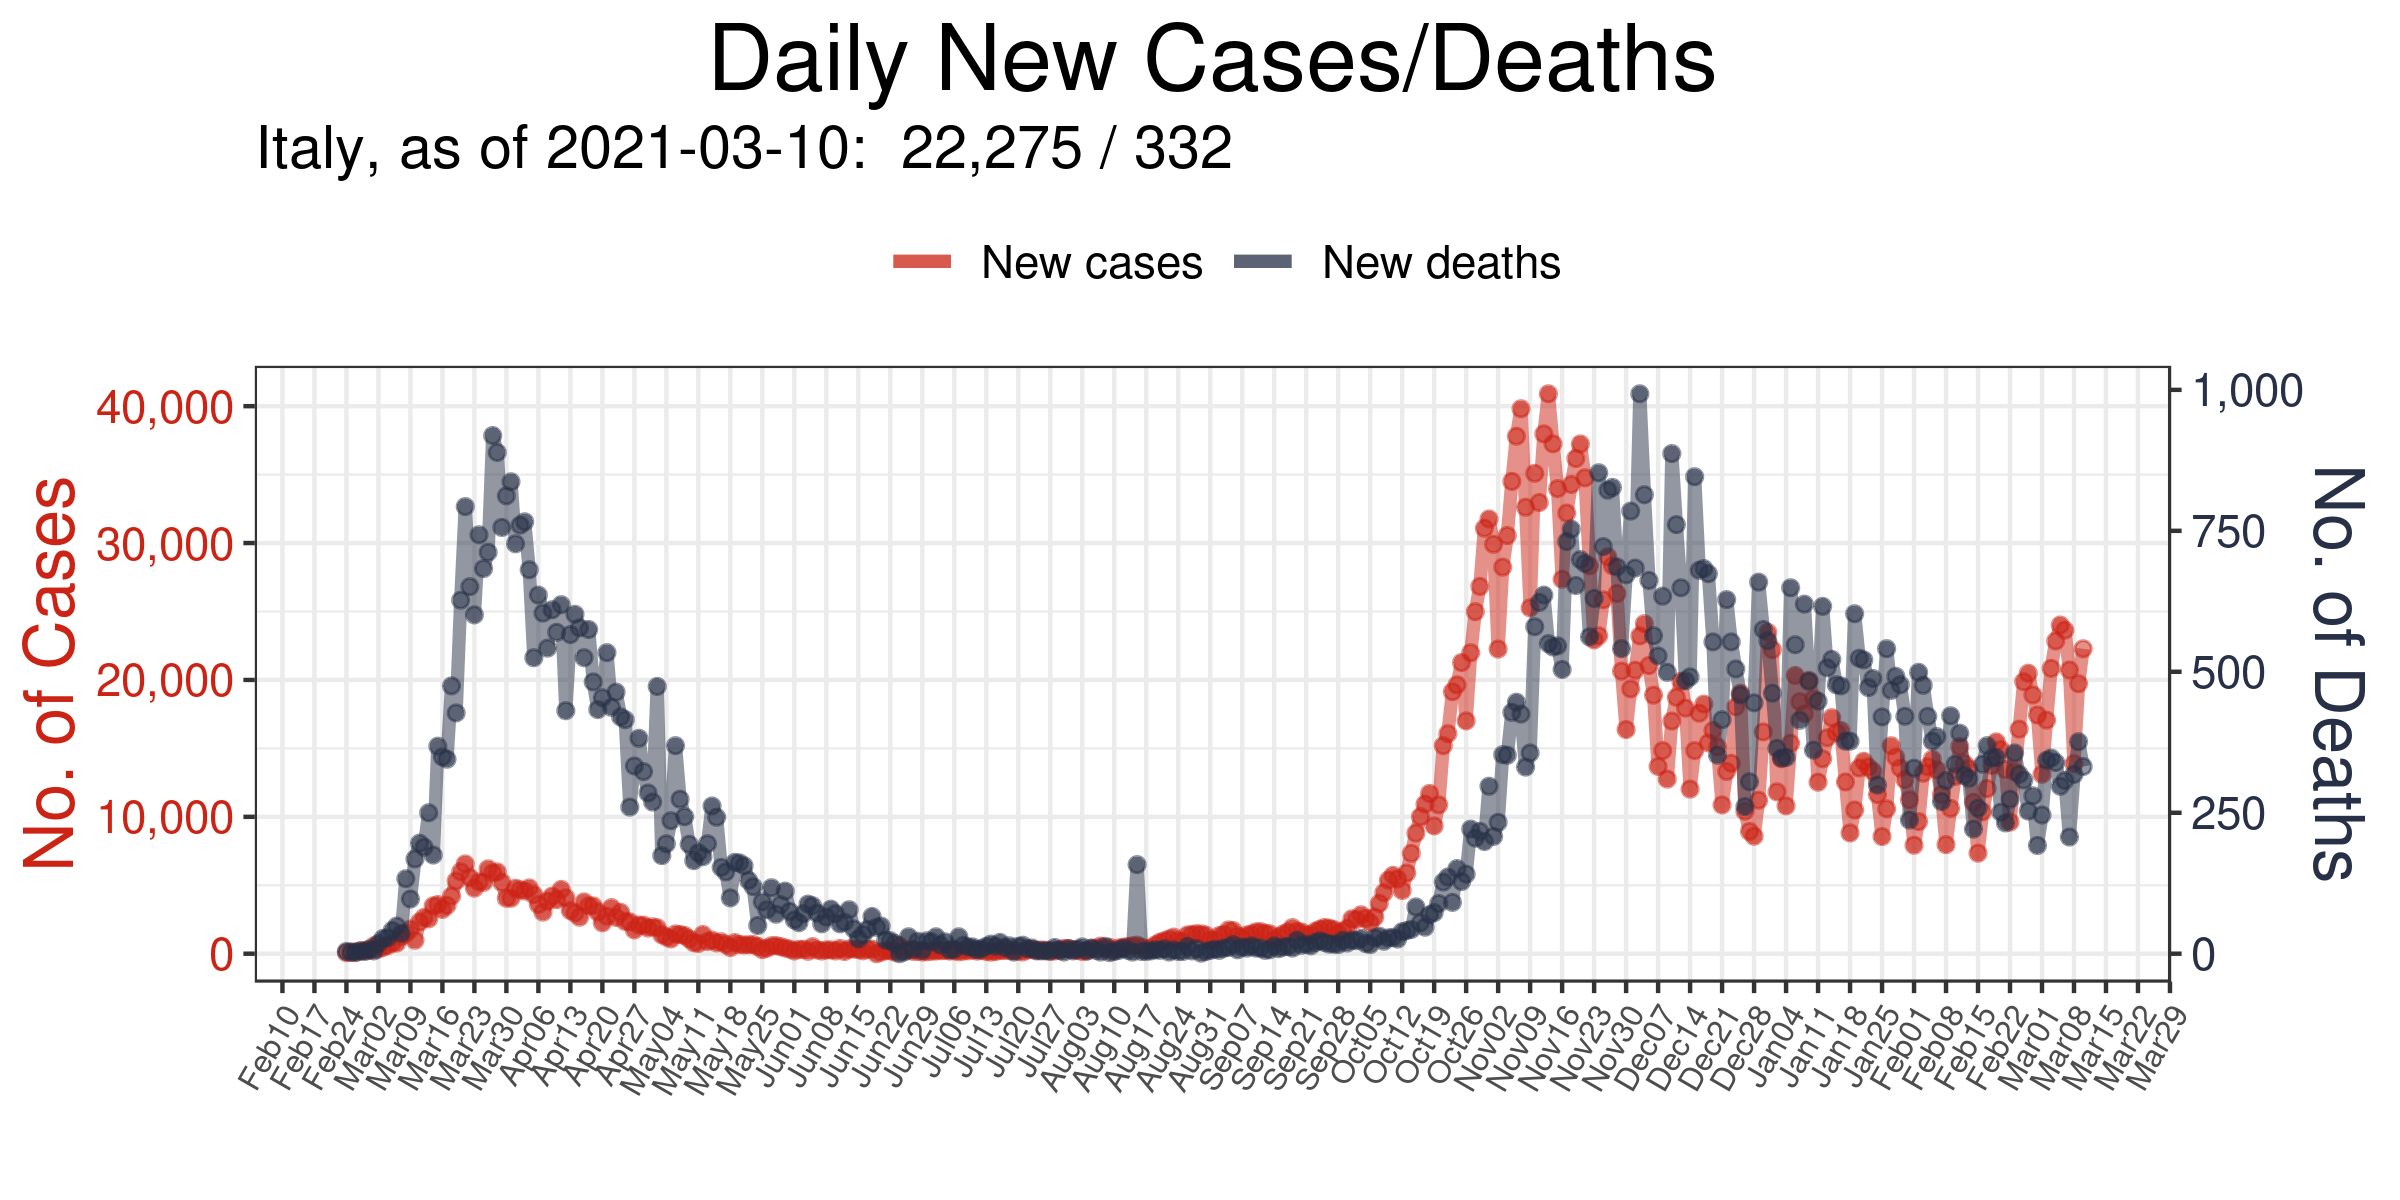 Daily New Cases/Deaths
Italy, as of 2021-03-10:  22,275 / 332
New cases
New deaths
No. of Cases
40,000
30,000
20,000
10,000
0
1,000
750
500
250
0
No. of Deaths
Feb10
Feb17
Feb24
Mar02
Mar09
Mar16
Mar23
Mar30
Apr06
Apr13
Apr20
Apr27
May04
May11
May18
May25
Jun01
Jun08
Jun15
Jun22
Jun29
Jul06
Jul13
Jul20
Jul27
Aug03
Aug10
Aug17
Aug24
Aug31
Sep07
Sep14
Sep21
Sep28
Oct05
Oct12
Oct19
Oct26
Nov02
Nov09
Nov16
Nov23
Nov30
Dec07
Dec14
Dec21
Dec28
Jan04
Jan11
Jan18
Jan25
Feb01
Feb08
Feb15
Feb22
Mar01
Mar08
Mar15
Mar22
Mar29